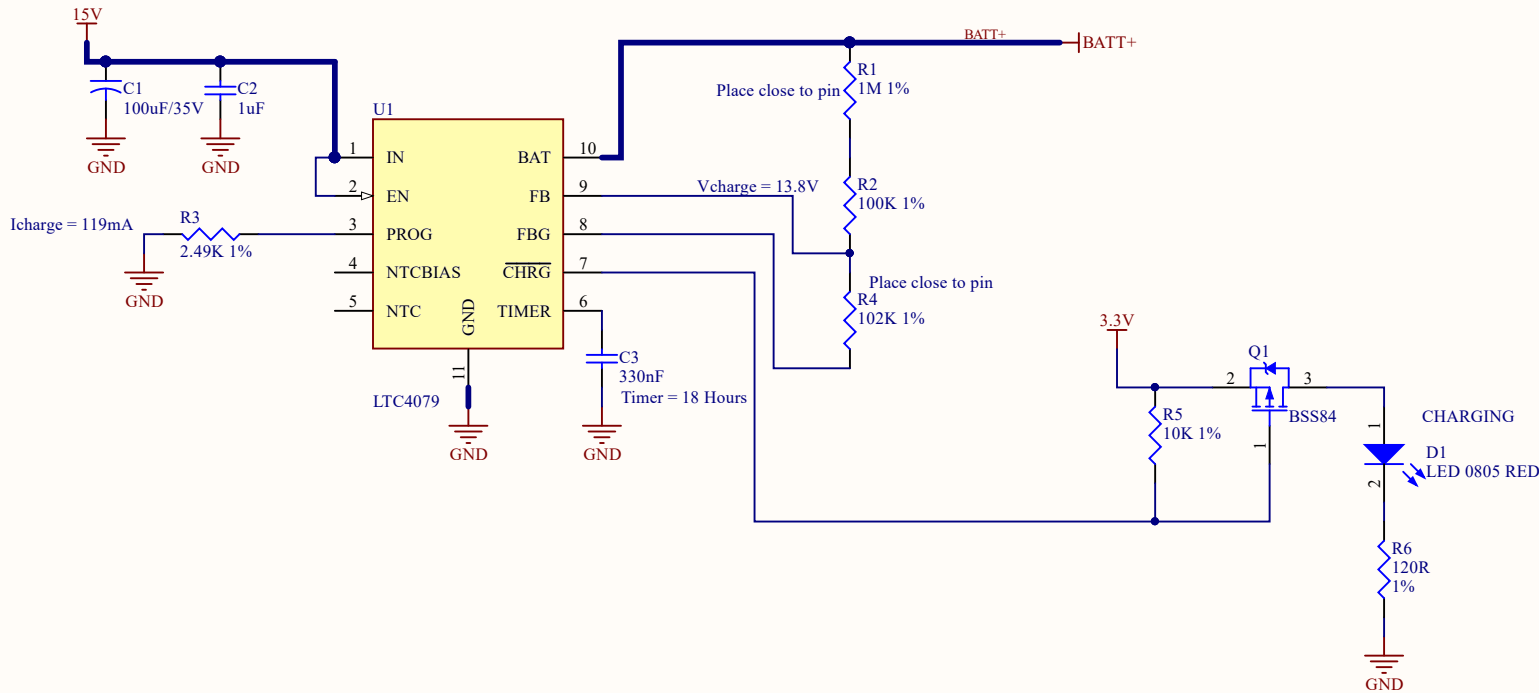 15V
BATT+
BATT+
C1
100uF/35V
C2
1uF
R1
1M 1%
Place close to pin
U1
GND
GND
1
IN
BAT
10
2
EN
FB
9
Vcharge = 13.8V
R2
100K 1%
Icharge = 119mA
R3
2.49K 1%
3
PROG
FBG
8
4
NTCBIAS
CHRG
7
Place close to pin
GND
5
NTC
GND
TIMER
6
R4
102K 1%
3.3V
11
C3
330nF
Timer = 18 Hours
LTC4079
GND
GND
Q1
2
3
BSS84
1
R5
10K 1%
CHARGING
1
D1
LED 0805 RED
2
R6
120R
1%
GND